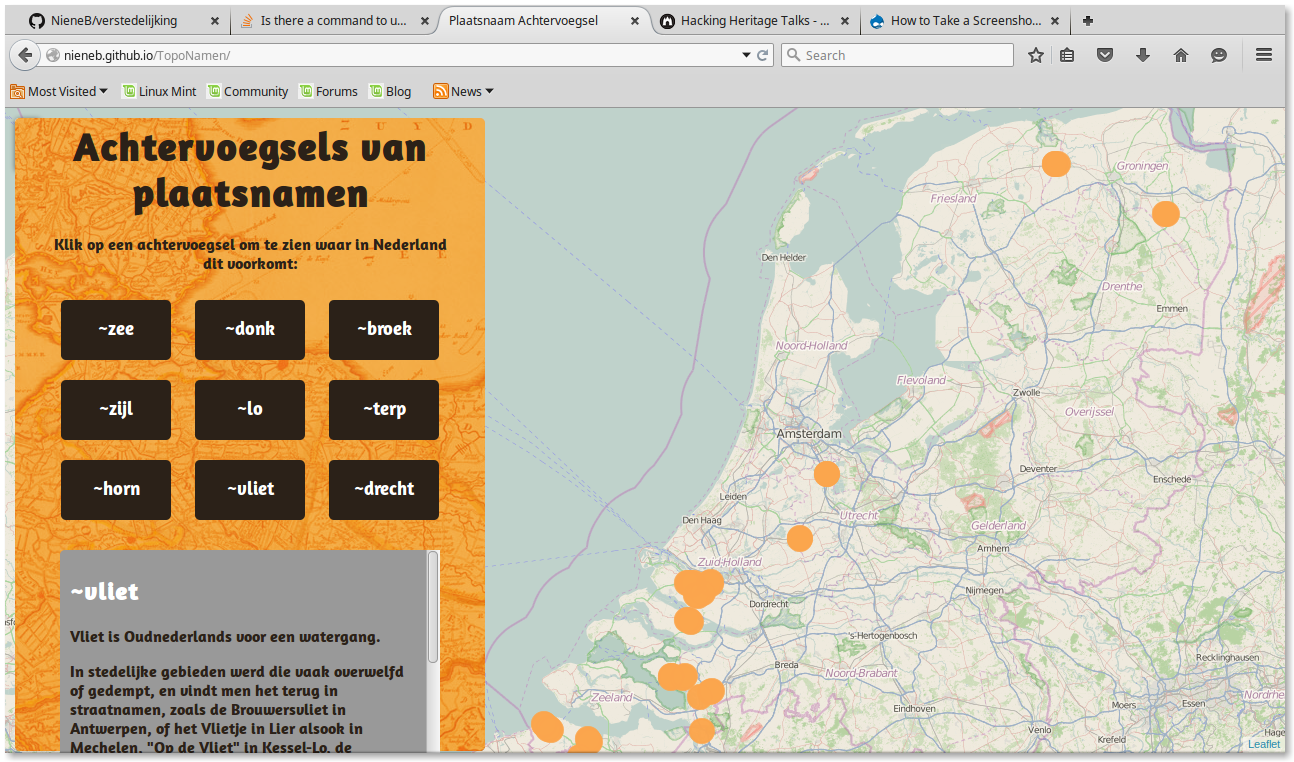 NieneB/verstedelijking
Is there a command to u...
Plaatsnaam Achtervoegsel
Hacking Heritage Talks - ...
How to Take a Screensho...
nieneb.github.io/TopoNamen/
Search
Most Visited
Linux Mint
Community
Forums
Blog
News
Achtervoegsels van
plaatsnamen
Klik op een achtervoegsel om te zien waar in Nederland
dit voorkomt:
~zee
~donk
~broek
~zijl
~lo
~terp
~horn
~vliet
~drecht
~vliet
Vliet is Oudnederlands voor een watergang.
In stedelijke gebieden werd die vaak overwelfd
of gedempt, en vindt men het terug in
straatnamen, zoals de Brouwersvliet in
Antwerpen, of het Vlietje in Lier alsook in
Mechelen. "Op de Vliet" in Kessel-Lo, de
Groningen
Friesland
Den Helder
Drenthe
Emmen
Noord-Holland
Flevoland
Zwolle
Overijssel
Amsterdam
Deventer
Enschede
Leiden
Den Haag
Utrecht
Gelderland
Arnhem
Zuid-Holland
Nijmegen
Dordrecht
's-Hertogenbosch
Breda
Noord-Brabant
Recklinghausen
Zeeland
Eindhoven
Moers
Essen
Nordrhe
Venlo
Krefeld
Hage
Leaflet